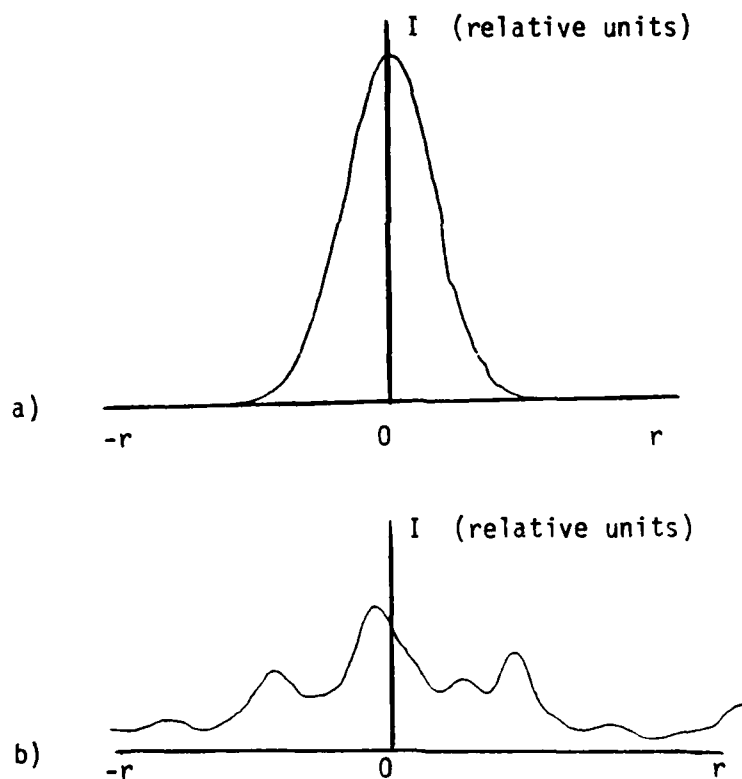 I (relative units)
a)
-r 0 r
I (relative units)
b)
-r 0 r